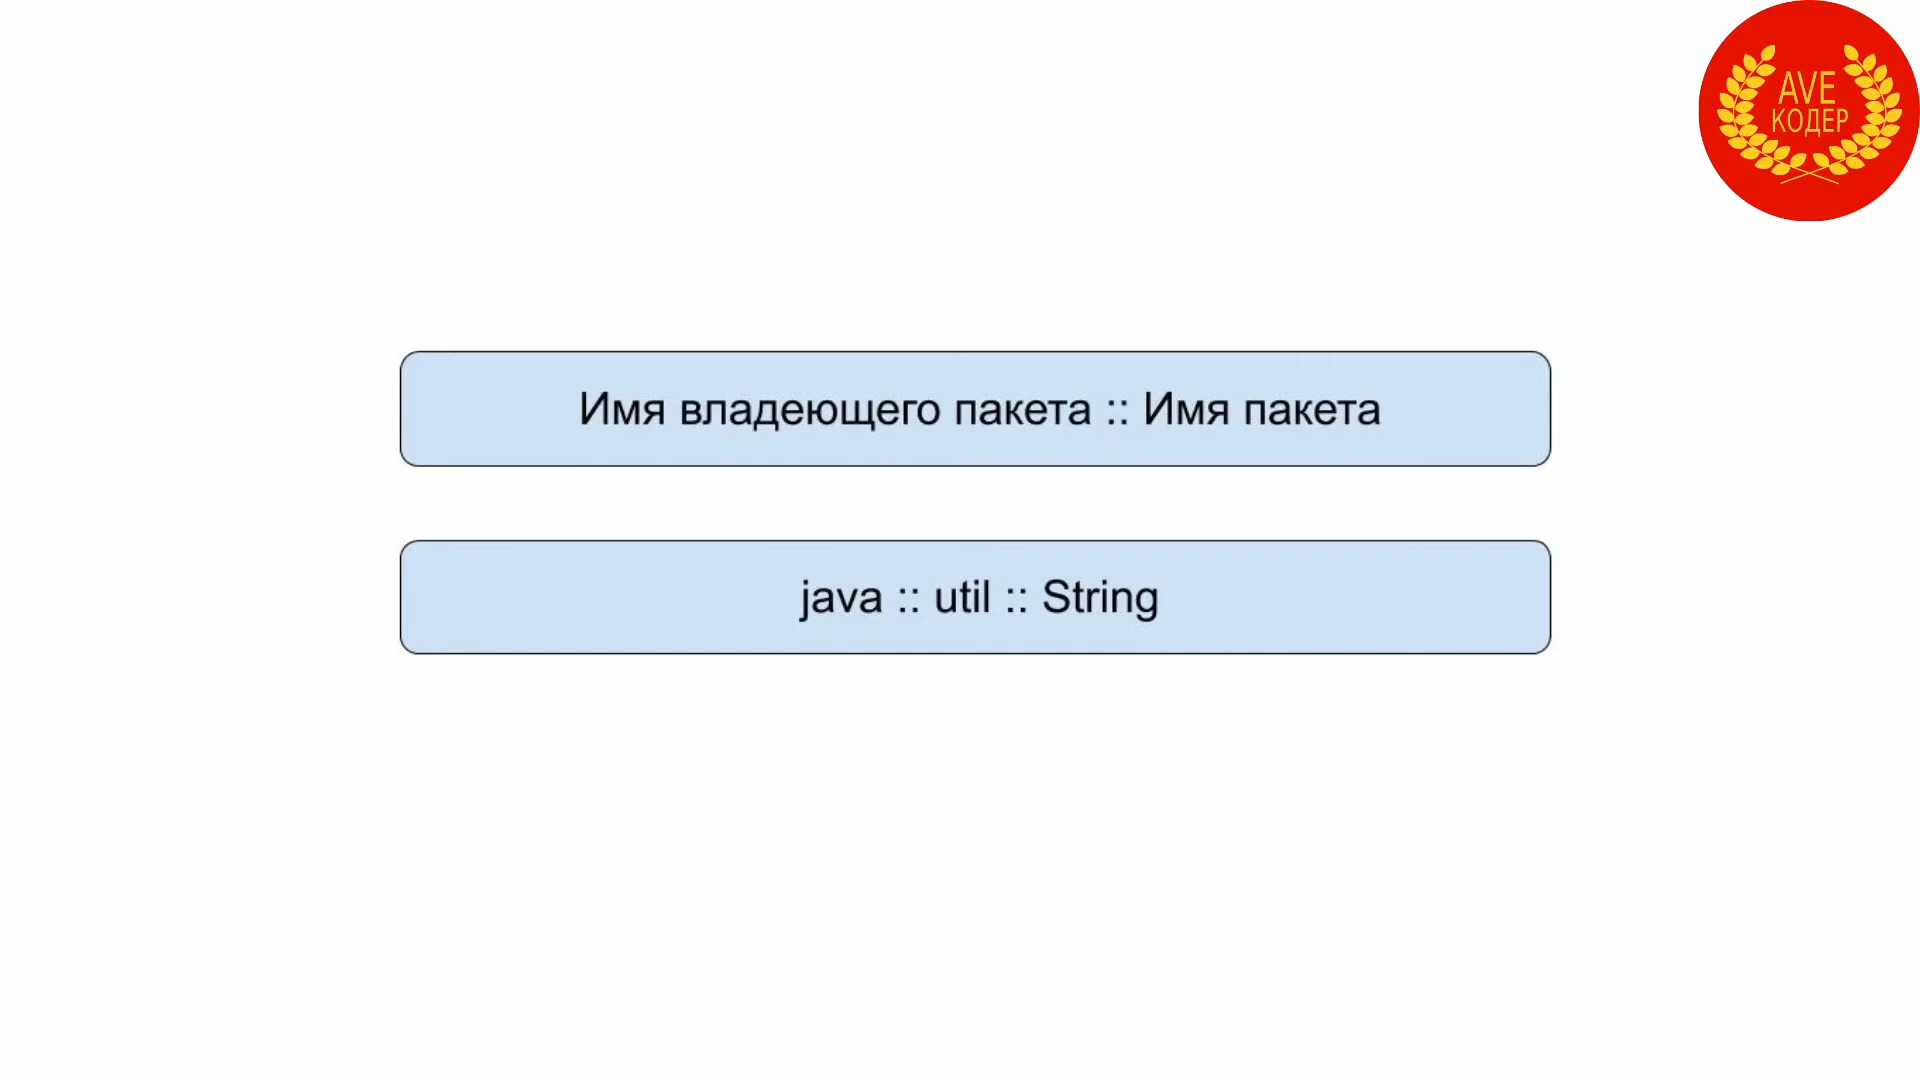 AVE
КОДЕР
Имя владеющего пакета :: Имя пакета
java :: util :: String